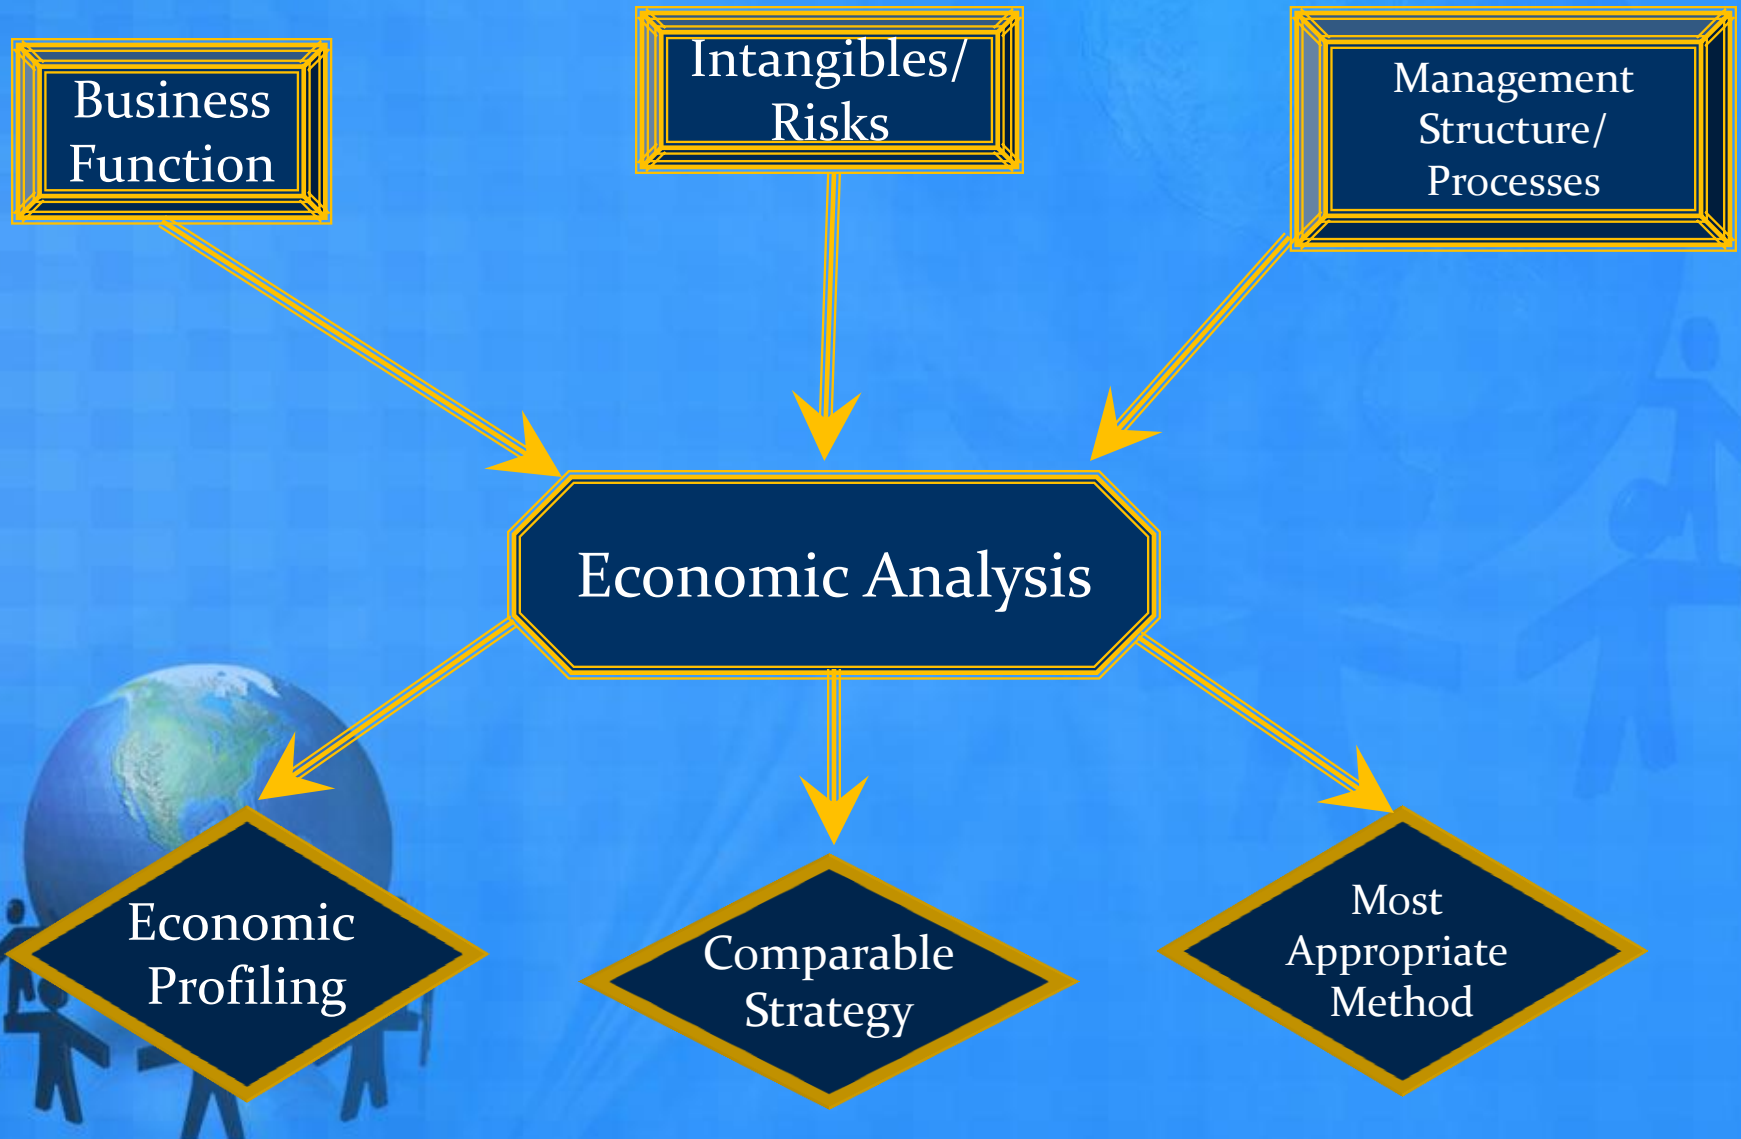 Business
Function
Intangibles/
Risks
Management
Structure/
Processes
Economic Analysis
Economic
Profiling
Comparable
Strategy
Most
Appropriate
Method